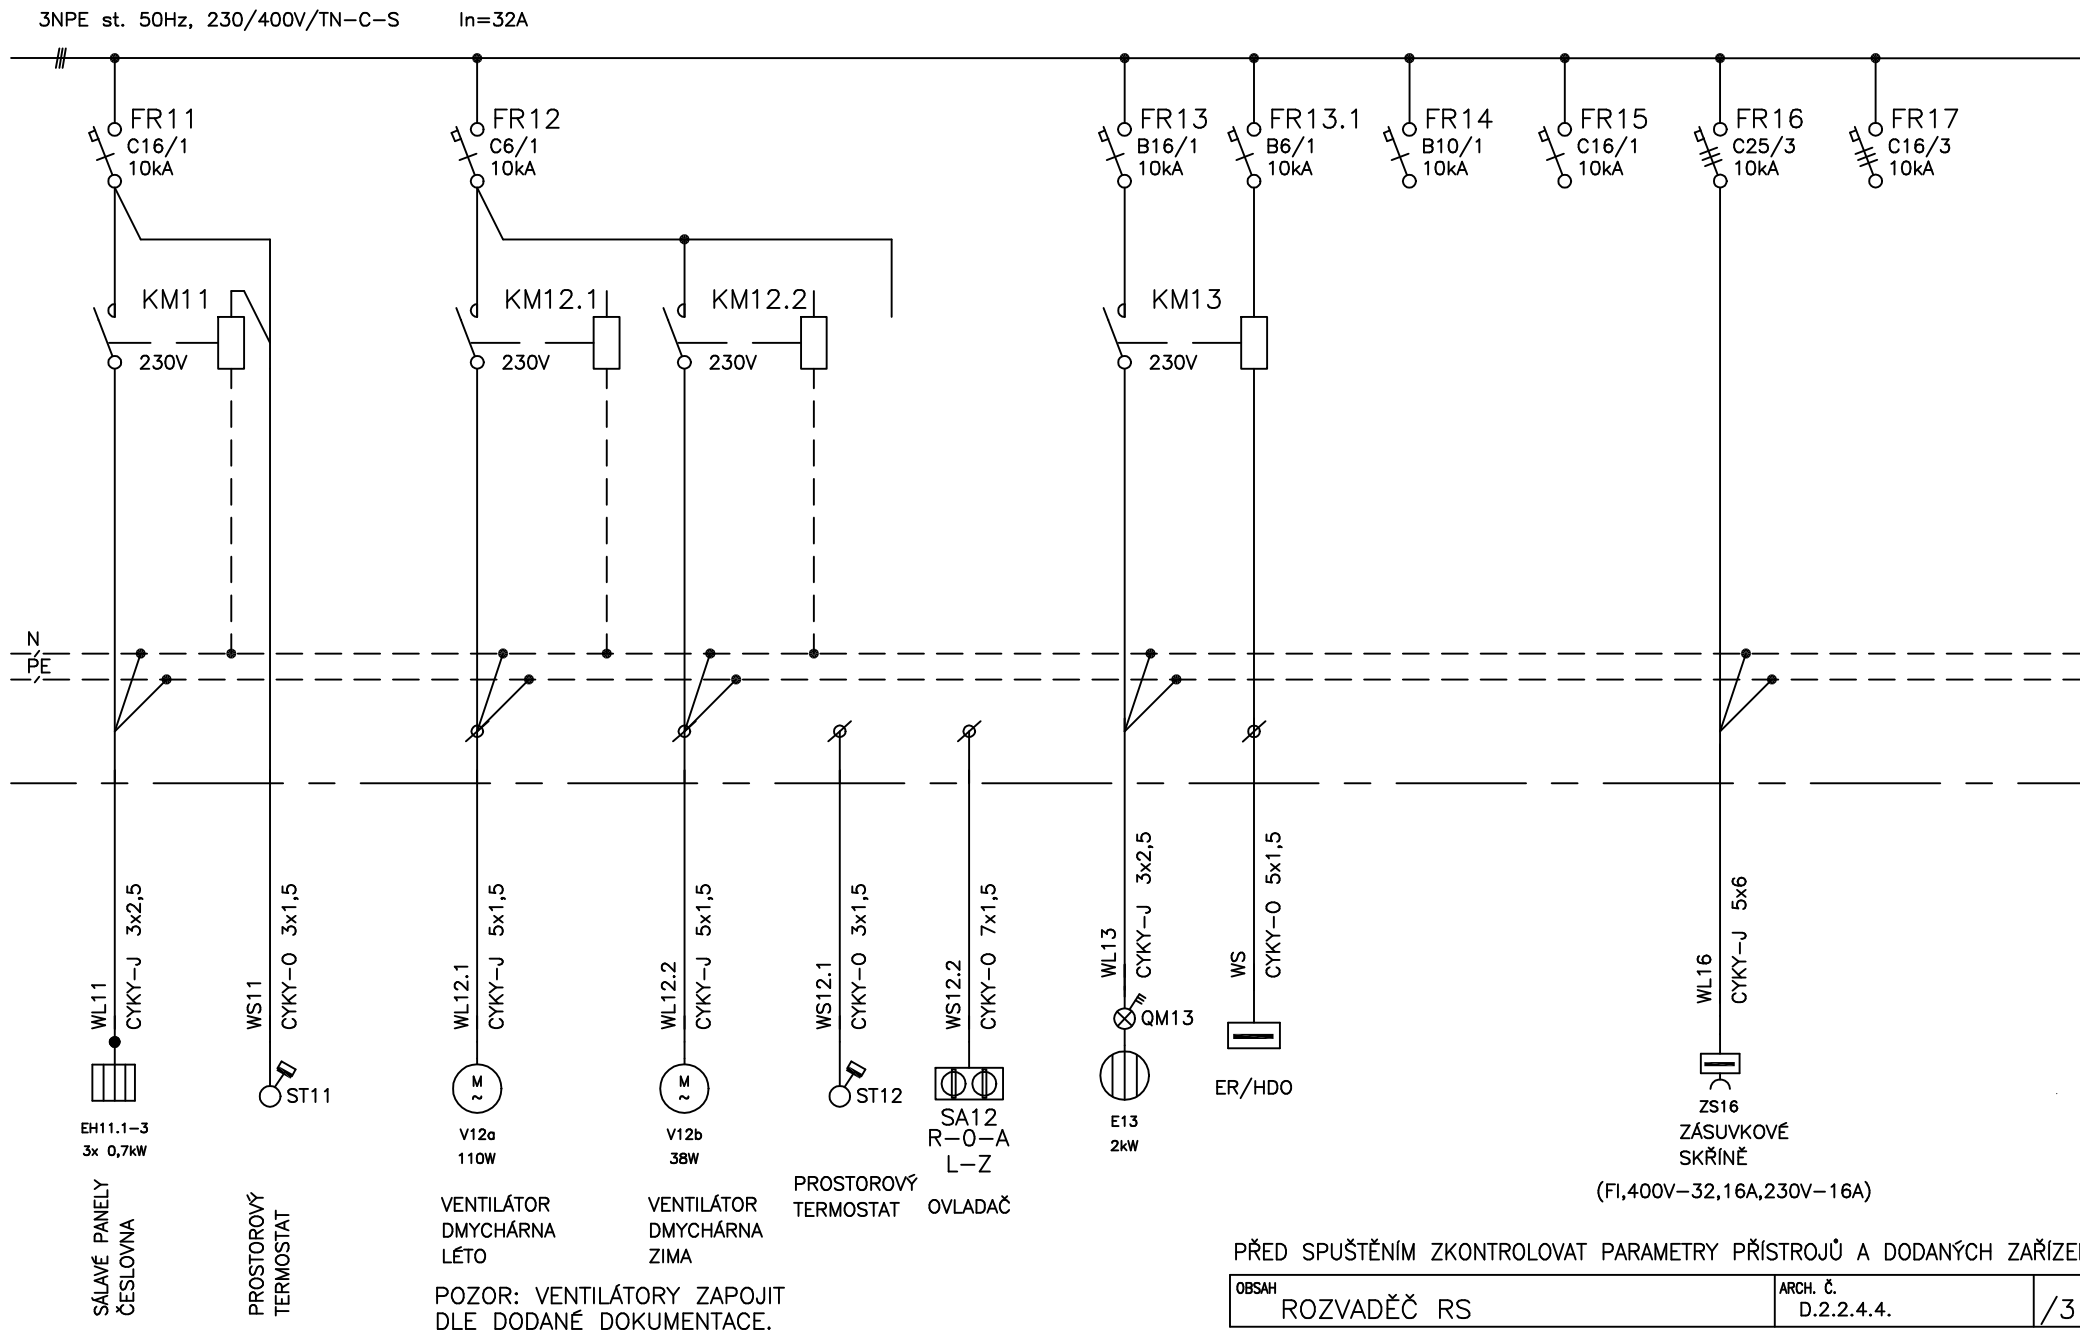 3NPE st. 50Hz, 230/400V/TN-C-S In=32A
FR11
C16/1
10kA
FR12
C6/1
10kA
FR13
B16/1
10kA
FR13.1
B6/1
10kA
FR14
B10/1
10kA
FR15
C16/1
10kA
FR16
C25/3
10kA
FR17
C16/3
10kA
KM11
230V
KM12.1
230V
KM12.2
230V
KM13
230V
N
PE
WL11
CYKY-J 3x2,5
WS11
CYKY-O 3x1,5
WL12.1
CYKY-J 5x1,5
WL12.2
CYKY-J 5x1,5
WS12.1
CYKY-O 3x1,5
WS12.2
CYKY-O 7x1,5
WL13
CYKY-J 3x2,5
WS
CYKY-O 5x1,5
WL16
CYKY-J 5x6
EH11.1-3
3x 0,7kW
SÁLAVÉ PANELY
ČESLOVNA
ST11
PROSTOROVÝ
TERMOSTAT
M
~
V12a
110W
VENTILÁTOR
DMYCHÁRNA
LÉTO
M
~
V12b
38W
VENTILÁTOR
DMYCHÁRNA
ZIMA
ST12
PROSTOROVÝ
TERMOSTAT
SA12
R-0-A
L-Z
OVLADAČ
QM13
E13
2kW
ER/HDO
ZS16
ZÁSUVKOVÉ
SKŘÍNĚ
(FI,400V-32,16A,230V-16A)
POZOR: VENTILÁTORY ZAPOJIT
DLE DODANÉ DOKUMENTACE.
PŘED SPUŠTĚNÍM ZKONTROLOVAT PARAMETRY PŘÍSTROJŮ A DODANÝCH
OBSAH
ROZVADĚČ RS
ARCH. Č.
D.2.2.4.4.
/3